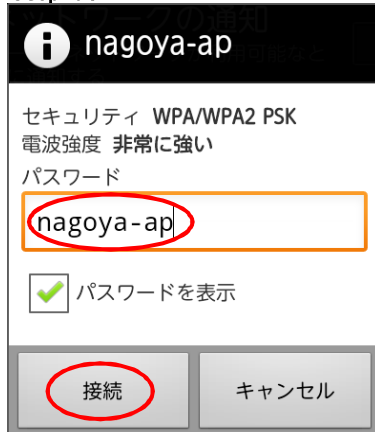 nagoya-ap
セキュリティ WPA/WPA2 PSK
電波強度 非常に強い
パスワード
nagoya-ap
パスワードを表示
接続 キャンセル